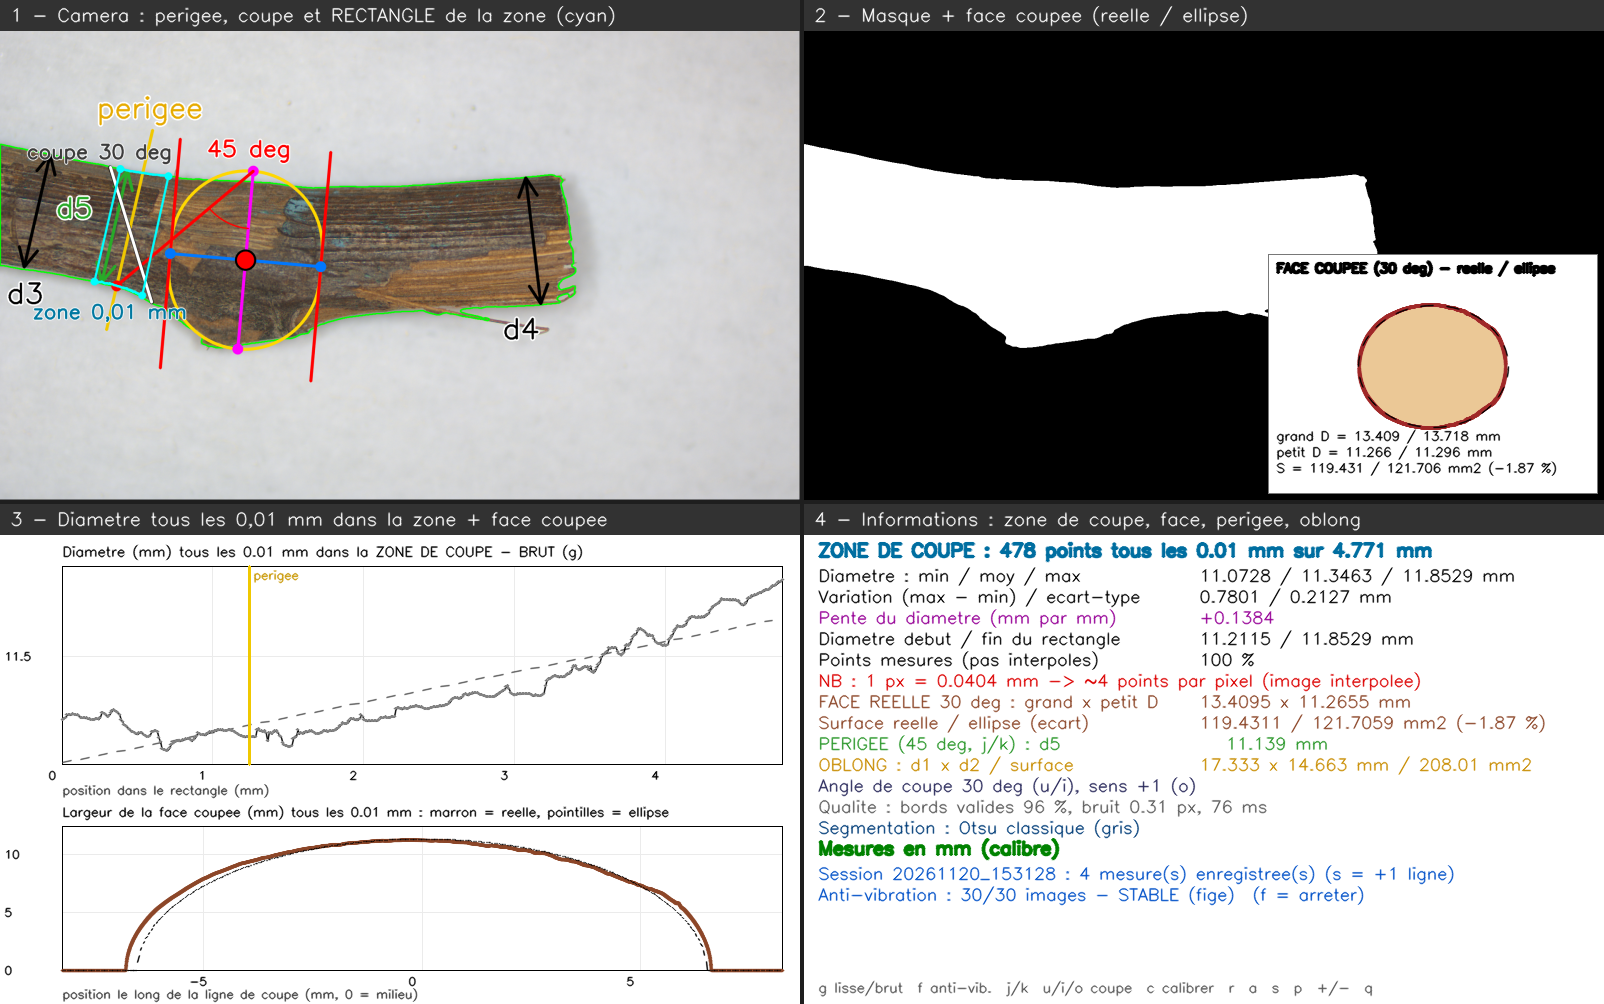 1 - Camera : perigee, coupe et RECTANGLE de la zone (cyan)
perigee
coupe 30 deg
45 deg
d5
d3
zone 0,01 mm
d4
2 - Masque + face coupee (reelle / ellipse)
FACE COUPEE (30 deg) - reelle / ellipse
grand D = 13.409 / 13.718 mm
petit D = 11.266 / 11.296 mm
S = 119.431 / 121.706 mm2 (-1.87 %)
3 - Diametre tous les 0,01 mm dans la zone + face coupee
Diametre (mm) tous les 0.01 mm dans la ZONE DE COUPE - BRUT (g)
perigee
11.5
0 1 2 3 4
position dans le rectangle (mm)
Largeur de la face coupee (mm) tous les 0.01 mm : marron = reelle, pointilles = ellipse
10
5
0
-5 0 5
position le long de la ligne de coupe (mm, 0 = milieu)
4 - Informations : zone de coupe, face, perigee, oblong
ZONE DE COUPE : 478 points tous les 0.01 mm sur 4.771 mm
Diametre : min / moy / max 11.0728 / 11.3463 / 11.8529 mm
Variation (max - min) / ecart-type 0.7801 / 0.2127 mm
Pente du diametre (mm par mm) +0.1384
Diametre debut / fin du rectangle 11.2115 / 11.8529 mm
Points mesures (pas interpoles) 100 %
NB : 1 px = 0.0404 mm -> ~4 points par pixel (image interpolee)
FACE REELLE 30 deg : grand x petit D 13.4095 x 11.2655 mm
Surface reelle / ellipse (ecart) 119.4311 / 121.7059 mm2 (-1.87 %)
PERIGEE (45 deg, j/k) : d5 11.139 mm
OBLONG : d1 x d2 / surface 17.333 x 14.663 mm / 208.01 mm2
Angle de coupe 30 deg (u/i), sens +1 (o)
Qualite : bords valides 96 %, bruit 0.31 px, 76 ms
Segmentation : Otsu classique (gris)
Mesures en mm (calibre)
Session 20261120_153128 : 4 mesure(s) enregistree(s) (s = +1 ligne)
Anti-vibration : 30/30 images - STABLE (fige) (f = arreter)
g lisse/brut f anti-vib. j/k u/i/o coupe c calibrer r a s p +/- q